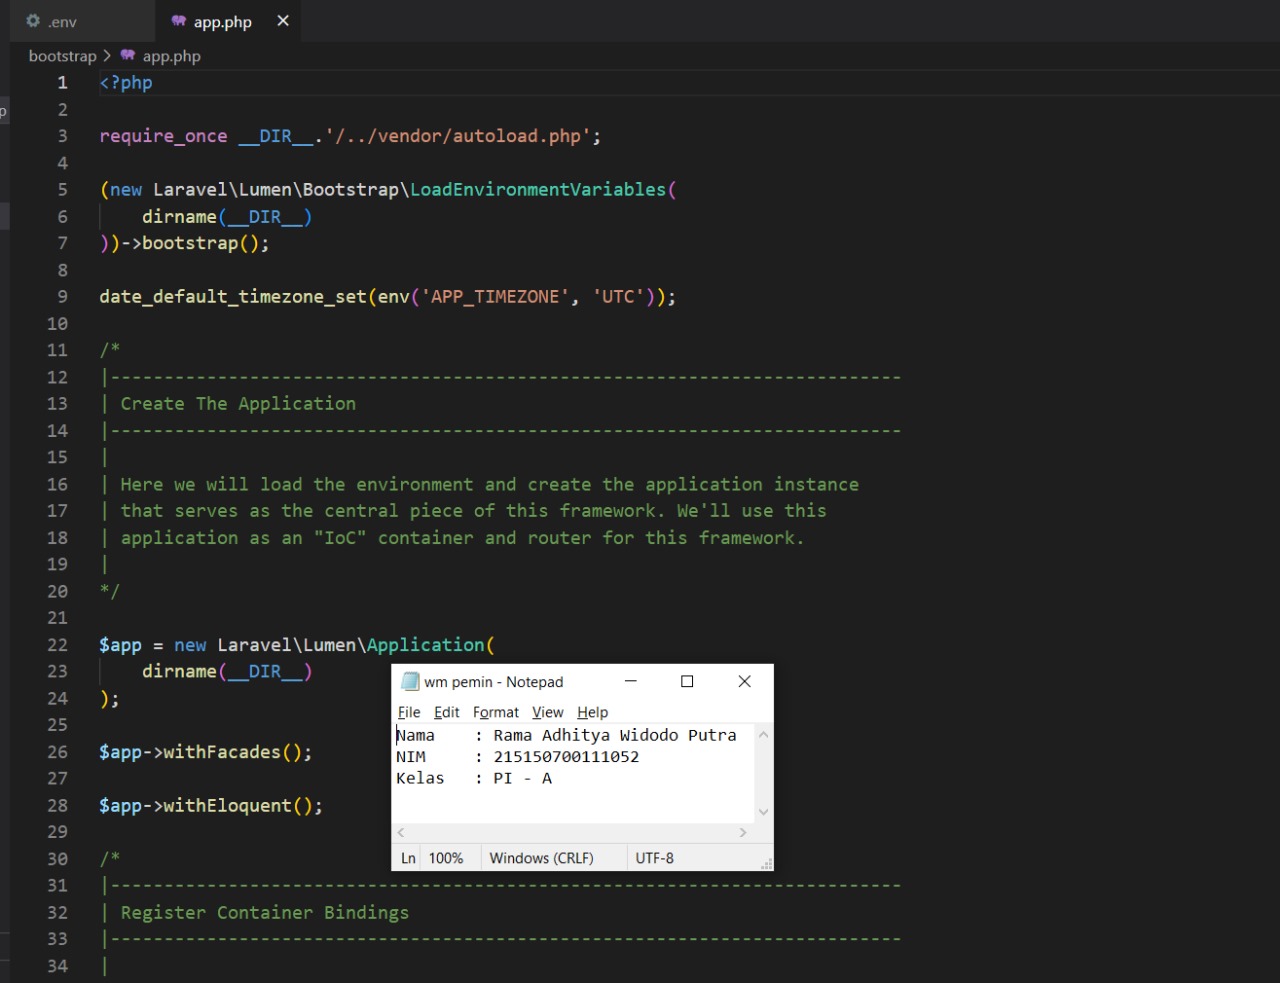 .env
app.php
bootstrap > app.php
1 <?php
2
3 require_once __DIR__.'/../vendor/autoload.php';
4
5 (new Laravel\Lumen\Bootstrap\LoadEnvironmentVariables(
6     dirname(__DIR__)
7 ))->bootstrap();
8
9 date_default_timezone_set(env('APP_TIMEZONE', 'UTC'));
10
11 /*
12 |--------------------------------------------------------------------------
13 | Create The Application
14 |--------------------------------------------------------------------------
15 |
16 | Here we will load the environment and create the application instance
17 | that serves as the central piece of this framework. We'll use this
18 | application as an "IoC" container and router for this framework.
19 |
20 */
21
22 $app = new Laravel\Lumen\Application(
23     dirname(__DIR__)
24 );
25
26 $app->withFacades();
27
28 $app->withEloquent();
29
30 /*
31 |--------------------------------------------------------------------------
32 | Register Container Bindings
33 |--------------------------------------------------------------------------
34 |
wm pemin - Notepad
File Edit Format View Help
Nama : Rama Adhitya Widodo Putra
NIM : 215150700111052
Kelas : PI - A
Ln 100% Windows (CRLF) UTF-8
p